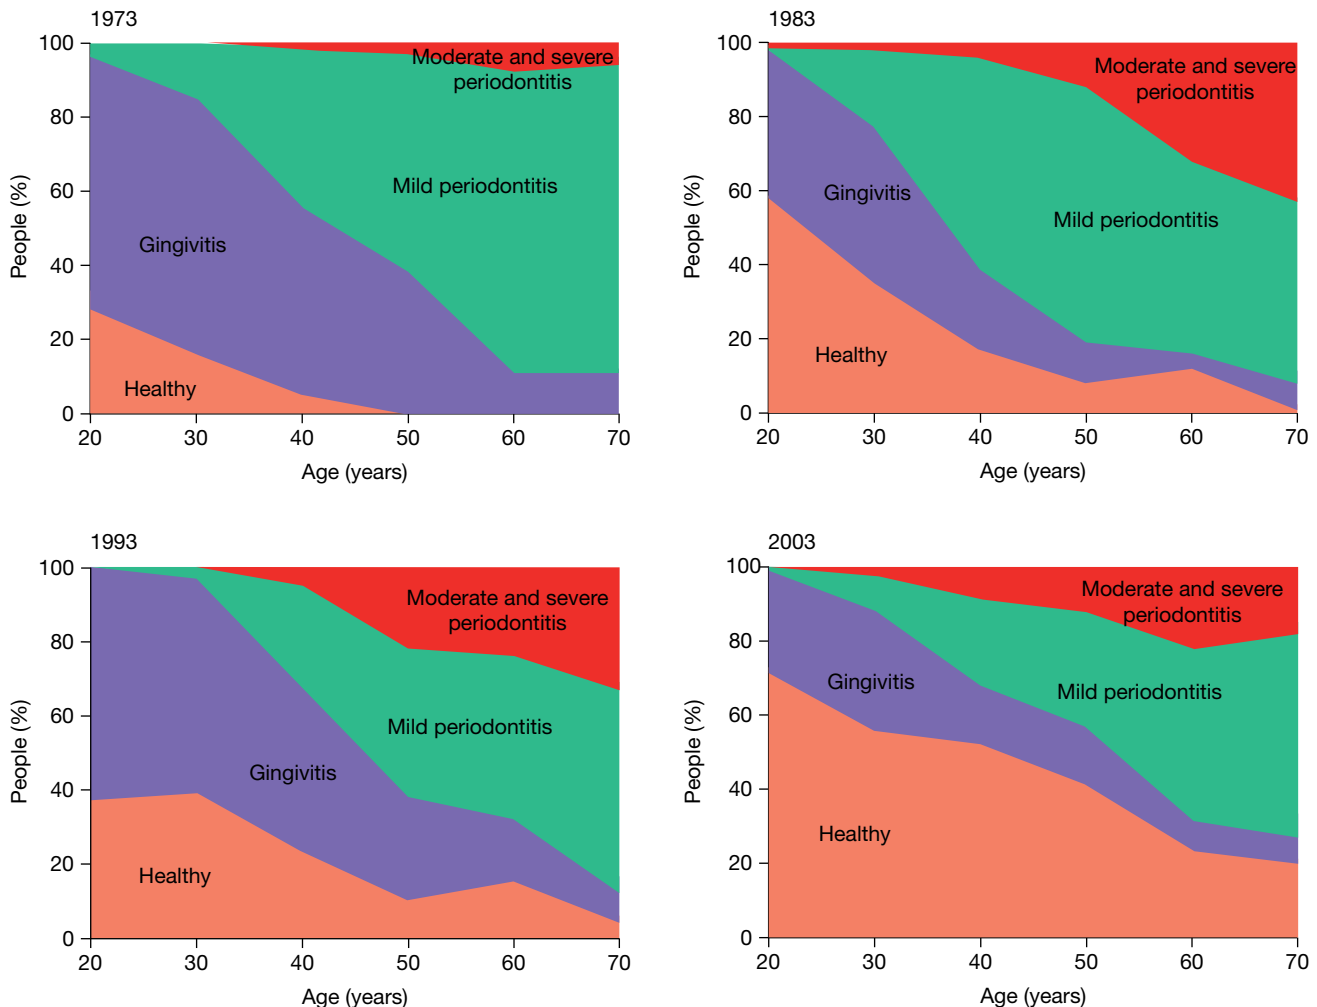 1973
100
80
60
40
20
0
People (%)
Moderate and severe
periodontitis
Mild periodontitis
Gingivitis
Healthy
20 30 40 50 60 70
Age (years)
1983
100
80
60
40
20
0
People (%)
Moderate and severe
periodontitis
Gingivitis
Mild periodontitis
Healthy
20 30 40 50 60 70
Age (years)
1993
100
80
60
40
20
0
People (%)
Moderate and severe
periodontitis
Mild periodontitis
Gingivitis
Healthy
20 30 40 50 60 70
Age (years)
2003
100
80
60
40
20
0
People (%)
Moderate and severe
periodontitis
Gingivitis
Mild periodontitis
Healthy
20 30 40 50 60 70
Age (years)